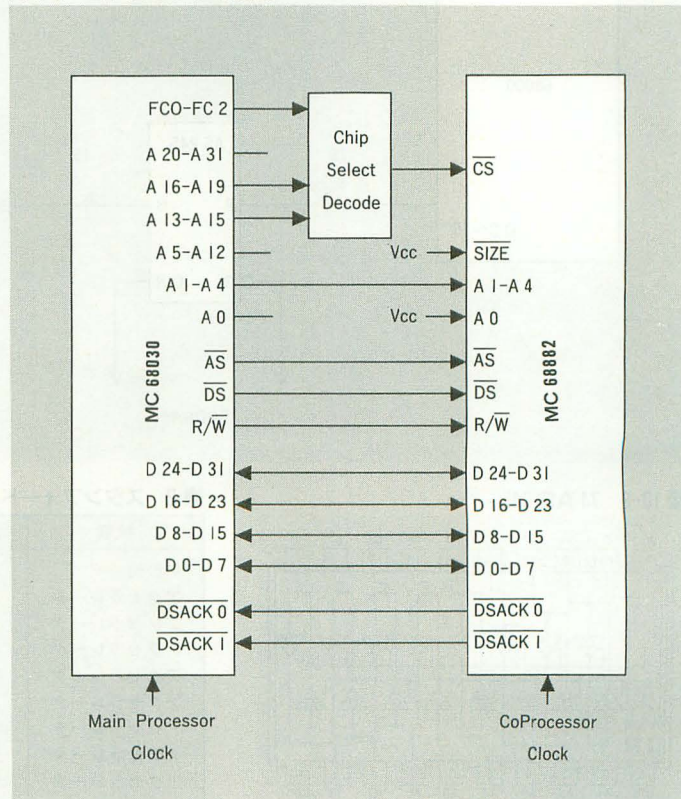 FC0-FC 2
A 20-A 31
A 16-A 19
A 13-A 15
A 5-A 12
A 1-A 4
A 0
AS
DS
R/W
D 24-D 31
D 16-D 23
D 8-D 15
D 0-D 7
DSACK 0
DSACK 1
MC 68030
Main Processor
Clock
Chip
Select
Decode
Vcc
Vcc
CS
SIZE
A 1-A 4
A 0
AS
DS
R/W
D 24-D 31
D 16-D 23
D 8-D 15
D 0-D 7
DSACK 0
DSACK 1
MC 68882
CoProcessor
Clock